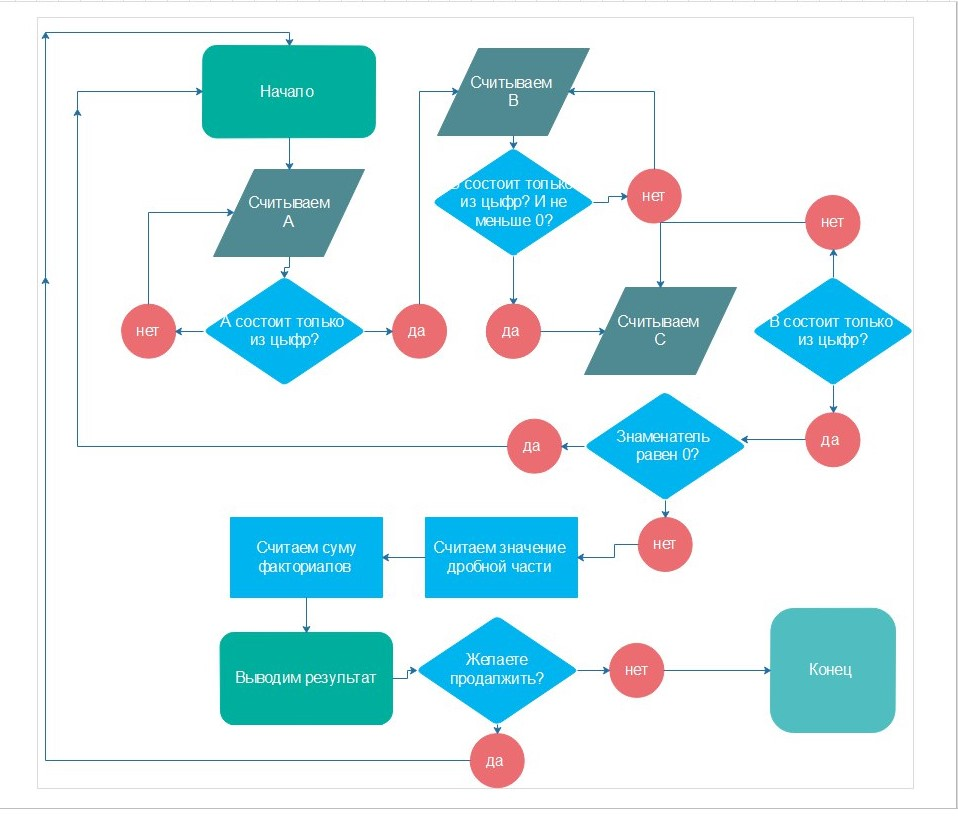 Начало
Считываем
А
А состоит только
из цыфр?
нет
да
Считываем
В
состоит только
из цыфр? И не
меньше 0?
нет
да
Считываем
С
В состоит только
из цыфр?
нет
да
Знаменатель
равен 0?
да
нет
Считаем значение
дробной части
Считаем суму
факториалов
Выводим результат
Желаете
продалжить?
нет
да
Конец